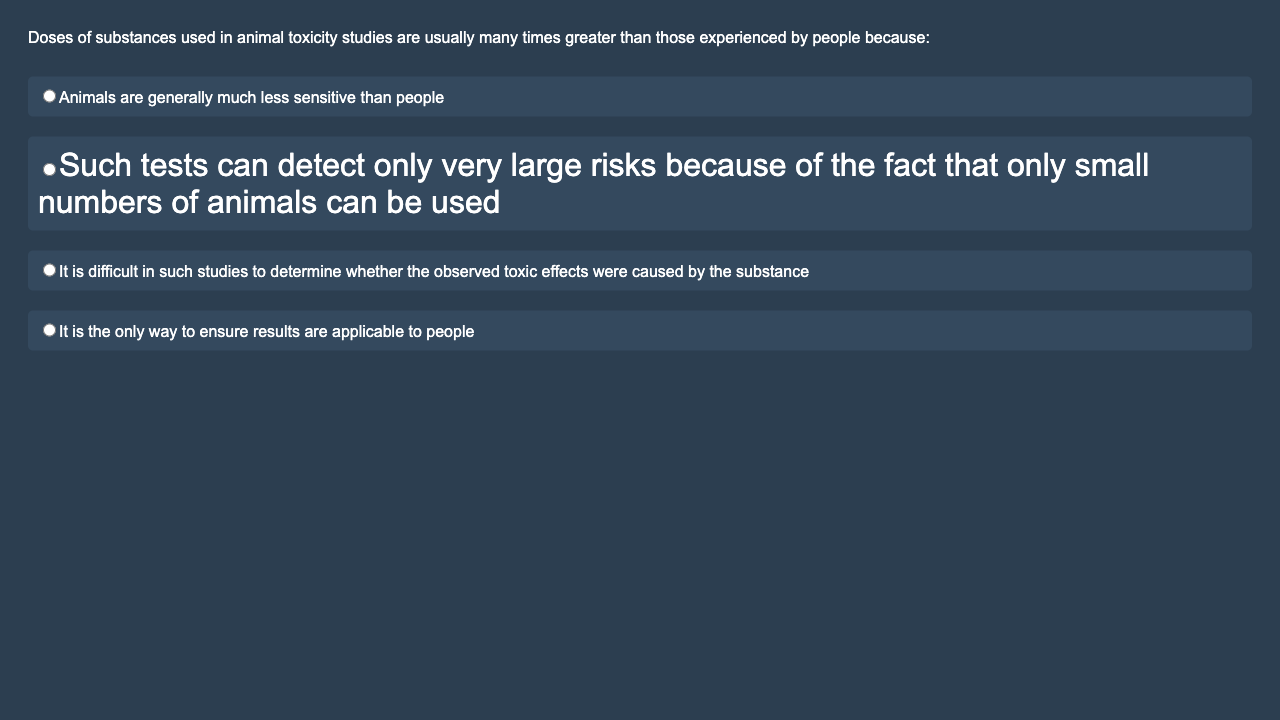 Doses of substances used in animal toxicity studies are usually many times greater than those experienced by people because:
Animals are generally much less sensitive than people
Such tests can detect only very large risks because of the fact that only small
numbers of animals can be used
It is difficult in such studies to determine whether the observed toxic effects were caused by the substance
It is the only way to ensure results are applicable to people